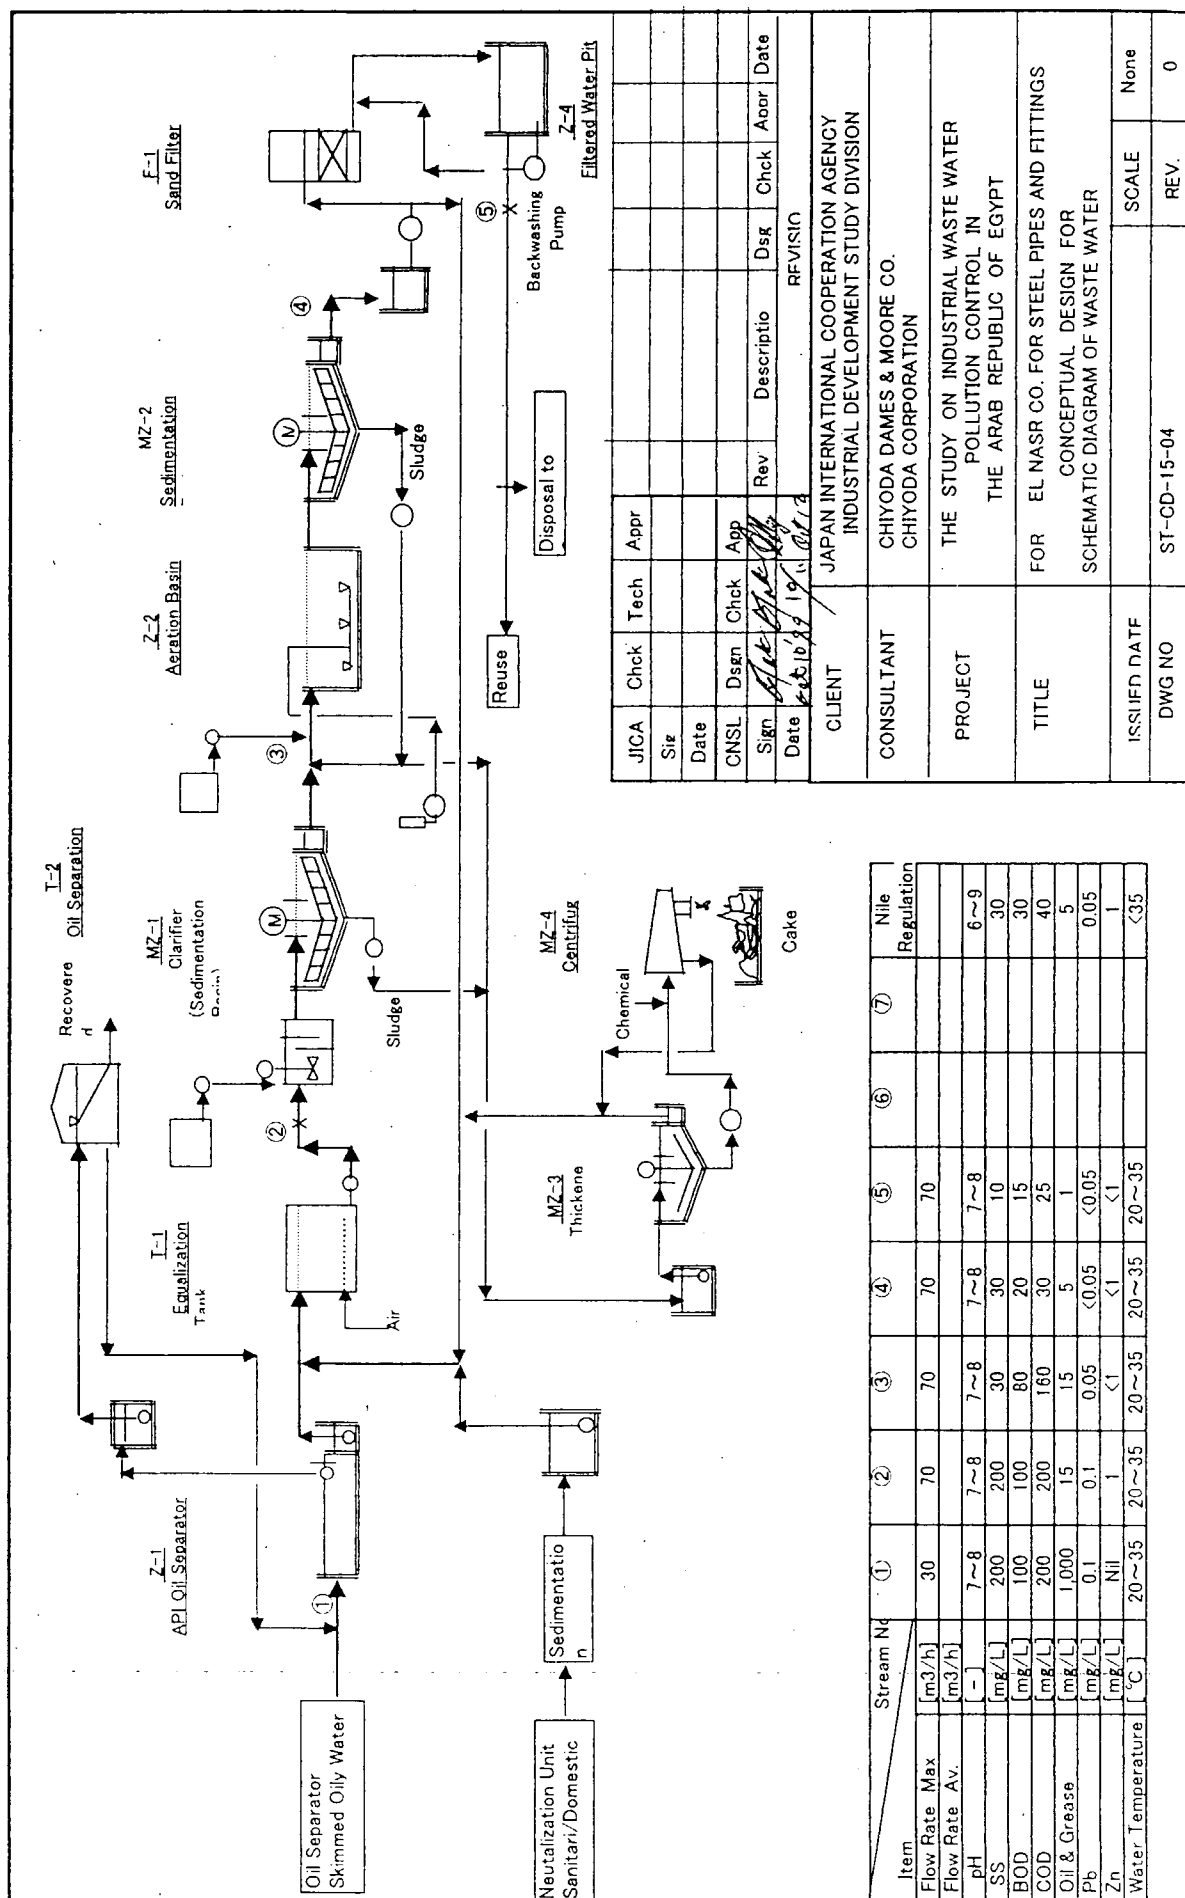 Z-1
API Oil Separator
T-1
Equalization
Tank
T-2
Oil Separation
Recovere
d
MZ-1
Clarifier
(Sedimentation
Basin)
Z-2
Aeration Basin
MZ-2
Sedimentation
F-1
Sand Filter
Z-4
Filtered Water Pit
①
②
③
④
⑤
M
M
Air
Sludge
Sludge
Backwashing
Pump
Oil Separator
Skimmed Oily Water
Neutalization Unit
Sanitari/Domestic
Sedimentatio
n
MZ-3
Thickene
MZ-4
Centrifug
Chemical
Cake
Reuse
Disposal to
Item Stream No ① ② ③ ④ ⑤ ⑥ ⑦ Nile Regulation
Flow Rate Max [m3/h] 30 70 70 70 70
Flow Rate Av. [m3/h]
pH [-] 7~8 7~8 7~8 7~8 7~8 6~9
SS [mg/L] 200 200 30 30 10 30
BOD [mg/L] 100 100 80 20 15 30
COD [mg/L] 200 200 160 30 25 40
Oil & Grease [mg/L] 1,000 15 15 5 1 5
Pb [mg/L] 0.1 0.1 0.05 <0.05 <0.05 0.05
Zn [mg/L] Nil 1 <1 <1 <1 1
Water Temperature [℃] 20~35 20~35 20~35 20~35 20~35 <35
JICA Chck Tech Appr
Sig
Date
CNSL Dsgn Chck App
Sign
Date
Rev Descriptio Dsg Chck Appr Date
REVISIO
CLIENT JAPAN INTERNATIONAL COOPERATION AGENCY
INDUSTRIAL DEVELOPMENT STUDY DIVISION
CONSULTANT CHIYODA DAMES & MOORE CO.
CHIYODA CORPORATION
PROJECT THE STUDY ON INDUSTRIAL WASTE WATER
POLLUTION CONTROL IN
THE ARAB REPUBLIC OF EGYPT
TITLE FOR EL NASR CO. FOR STEEL PIPES AND FITTINGS
CONCEPTUAL DESIGN FOR
SCHEMATIC DIAGRAM OF WASTE WATER
ISSUED DATE SCALE None
DWG NO ST-CD-15-04 REV. 0